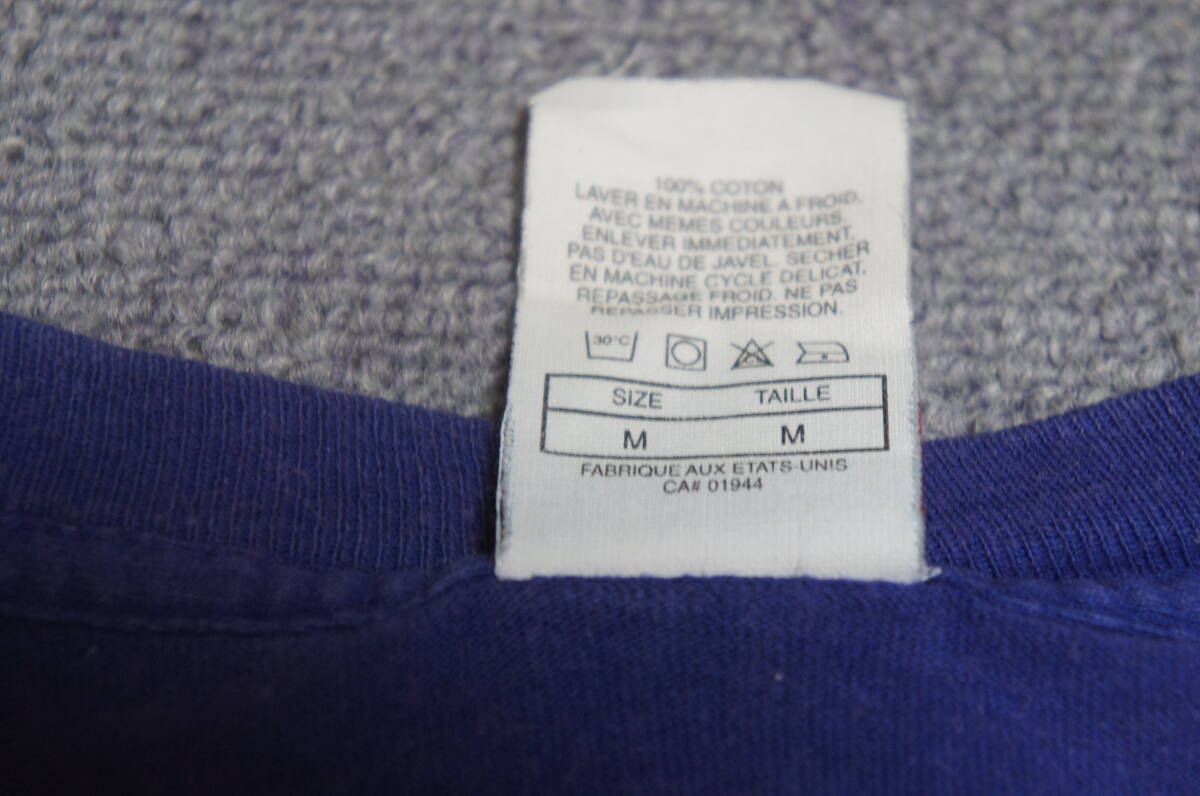 100% COTON
LAVER EN MACHINE A FROID,
AVEC MEMES COULEURS.
ENLEVER IMMEDIATEMENT.
PAS D'EAU DE JAVEL. SECHER
EN MACHINE CYCLE DELICAT.
REPASSAGE FROID. NE PAS
REPASSER IMPRESSION.
30°C
SIZE TAILLE
M M
FABRIQUE AUX ETATS-UNIS
CA# 01944